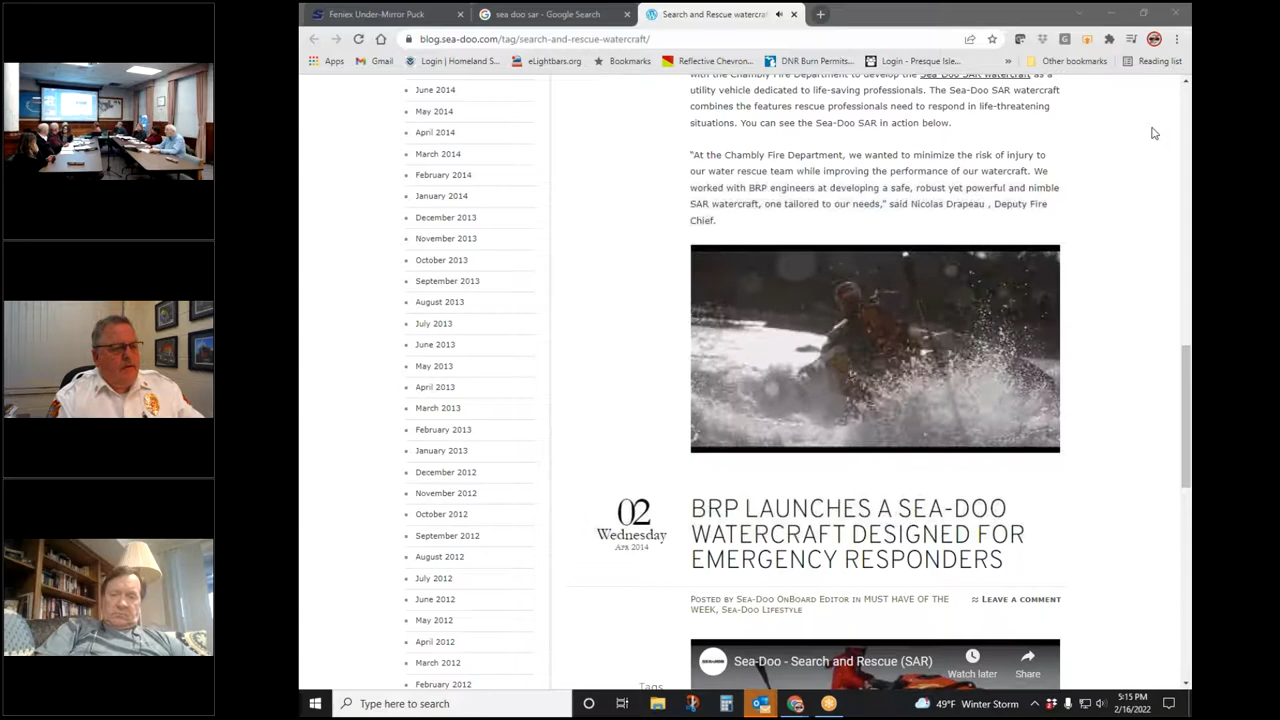 Feniex Under-Mirror Puck
sea doo sar - Google Search
Search and Rescue watercraf
blog.sea-doo.com/tag/search-and-rescue-watercraft/
Apps
Gmail
Login | Homeland S...
eLightbars.org
Bookmarks
Reflective Chevron...
DNR Burn Permits...
Login - Presque Isle...
»
Other bookmarks
Reading list
June 2014
May 2014
April 2014
March 2014
February 2014
January 2014
December 2013
November 2013
October 2013
September 2013
August 2013
July 2013
June 2013
May 2013
April 2013
March 2013
February 2013
January 2013
December 2012
November 2012
October 2012
September 2012
August 2012
July 2012
June 2012
May 2012
April 2012
March 2012
February 2012
with the Chambly Fire Department to develop the Sea-Doo SAR watercraft as a
utility vehicle dedicated to life-saving professionals. The Sea-Doo SAR watercraft
combines the features rescue professionals need to respond in life-threatening
situations. You can see the Sea-Doo SAR in action below.
“At the Chambly Fire Department, we wanted to minimize the risk of injury to
our water rescue team while improving the performance of our watercraft. We
worked with BRP engineers at developing a safe, robust yet powerful and nimble
SAR watercraft, one tailored to our needs,” said Nicolas Drapeau , Deputy Fire
Chief.
02
Wednesday
Apr 2014
BRP LAUNCHES A SEA-DOO
WATERCRAFT DESIGNED FOR
EMERGENCY RESPONDERS
Posted by Sea-Doo OnBoard Editor in MUST HAVE OF THE
WEEK, Sea-Doo Lifestyle
≈ Leave a comment
Sea-Doo - Search and Rescue (SAR)
Watch later
Share
Tags
Type here to search
49°F Winter Storm
5:15 PM
2/16/2022